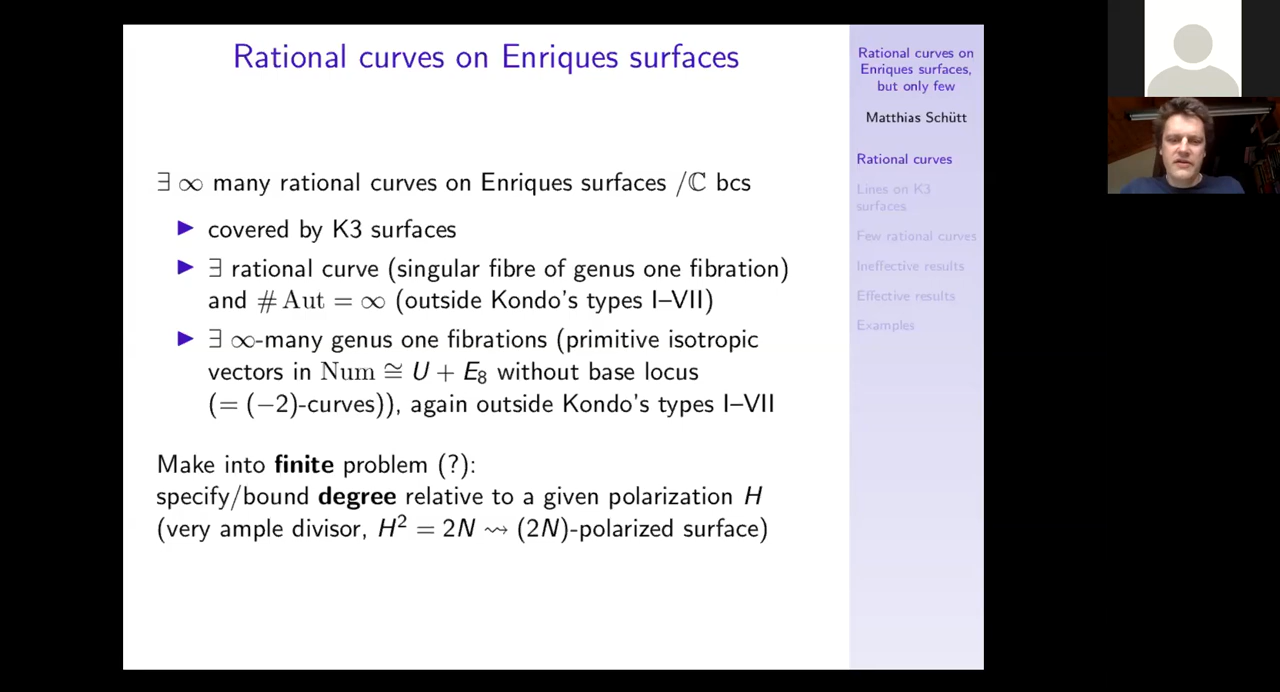 Rational curves on Enriques surfaces
∃ ∞ many rational curves on Enriques surfaces /ℂ bcs
▶ covered by K3 surfaces
▶ ∃ rational curve (singular fibre of genus one fibration)
and # Aut = ∞ (outside Kondo's types I–VII)
▶ ∃ ∞-many genus one fibrations (primitive isotropic
vectors in Num ≅ U + E₈ without base locus
(= (−2)-curves)), again outside Kondo's types I–VII
Make into finite problem (?):
specify/bound degree relative to a given polarization H
(very ample divisor, H² = 2N ⇝ (2N)-polarized surface)
Rational curves on
Enriques surfaces,
but only few
Matthias Schütt
Rational curves
Lines on K3
surfaces
Few rational curves
Ineffective results
Effective results
Examples